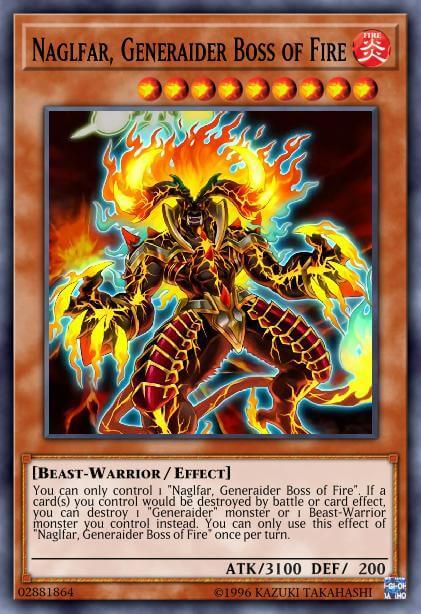 Naglfar, Generaider Boss of Fire
FIRE
炎
[Beast-Warrior / Effect]
You can only control 1 "Naglfar, Generaider Boss of Fire". If a
card(s) you control would be destroyed by battle or card effect,
you can destroy 1 "Generaider" monster or 1 Beast-Warrior
monster you control instead. You can only use this effect of
"Naglfar, Generaider Boss of Fire" once per turn.
ATK/3100 DEF/ 200
02881864
©1996 KAZUKI TAKAHASHI